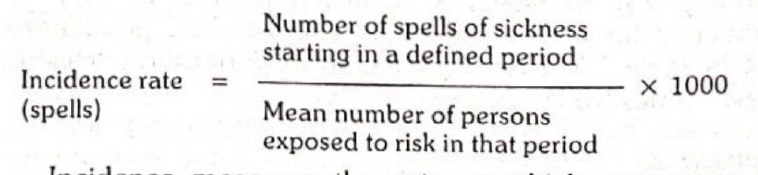 Number of spells of sickness
starting in a defined period
Incidence rate = × 1000
(spells)
Mean number of persons
exposed to risk in that period